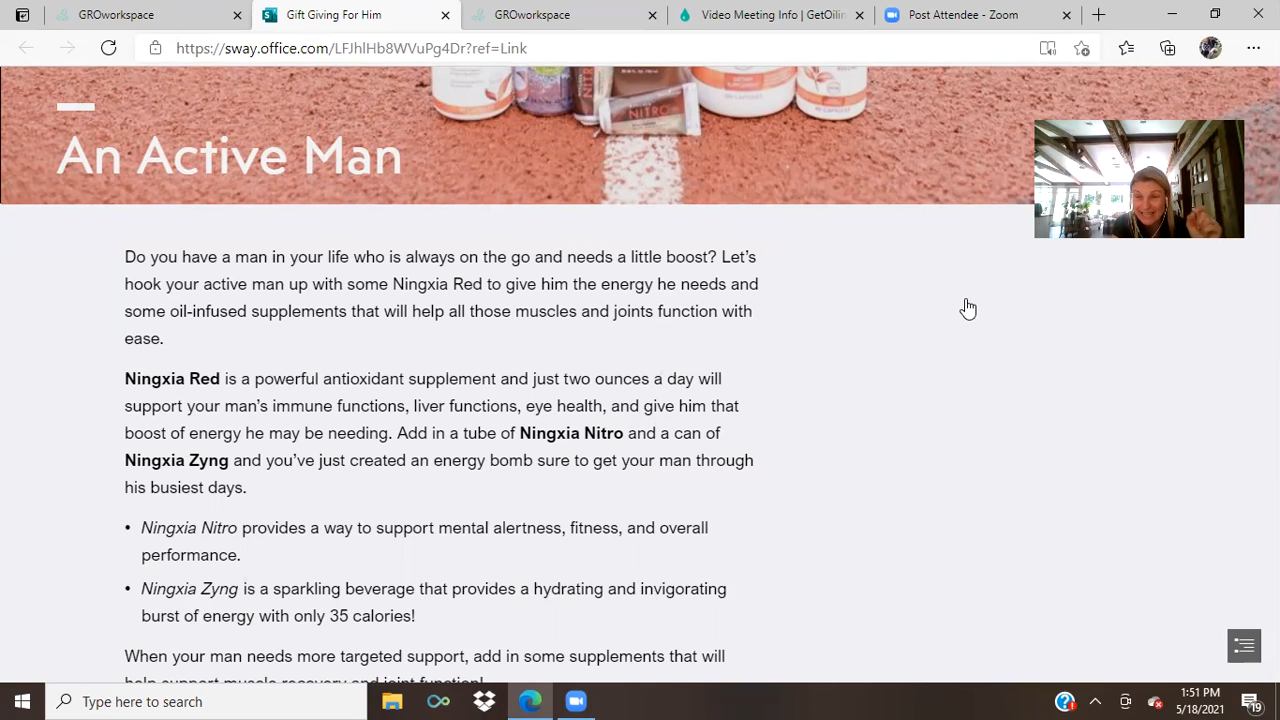 GROworkspace
Gift Giving For Him
GROworkspace
Video Meeting Info | GetOilin
Post Attendee - Zoom
https://sway.office.com/LFJhlHb8WVuPg4Dr?ref=Link
NITRO
An Active Man
Do you have a man in your life who is always on the go and needs a little boost? Let’s
hook your active man up with some Ningxia Red to give him the energy he needs and
some oil-infused supplements that will help all those muscles and joints function with
ease.
Ningxia Red is a powerful antioxidant supplement and just two ounces a day will
support your man’s immune functions, liver functions, eye health, and give him that
boost of energy he may be needing. Add in a tube of Ningxia Nitro and a can of
Ningxia Zyng and you’ve just created an energy bomb sure to get your man through
his busiest days.
• Ningxia Nitro provides a way to support mental alertness, fitness, and overall
performance.
• Ningxia Zyng is a sparkling beverage that provides a hydrating and invigorating
burst of energy with only 35 calories!
When your man needs more targeted support, add in some supplements that will
help support muscle recovery and joint function!
Type here to search
1:51 PM
5/18/2021
19